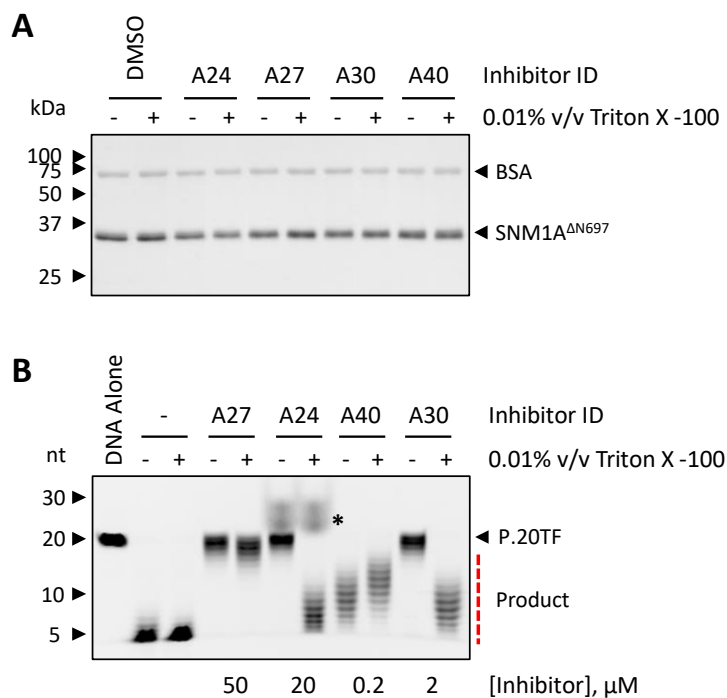 A
DMSO
A24 A27 A30 A40 Inhibitor ID
kDa
- + - + - + - + - + 0.01% v/v Triton X -100
100
75
BSA
50
37
SNM1A^ΔN697
25
B
DNA Alone
- A27 A24 A40 A30 Inhibitor ID
nt
- + - + - + - + - + 0.01% v/v Triton X -100
30
*
20
P.20TF
10
Product
5
50 20 0.2 2 [Inhibitor], µM